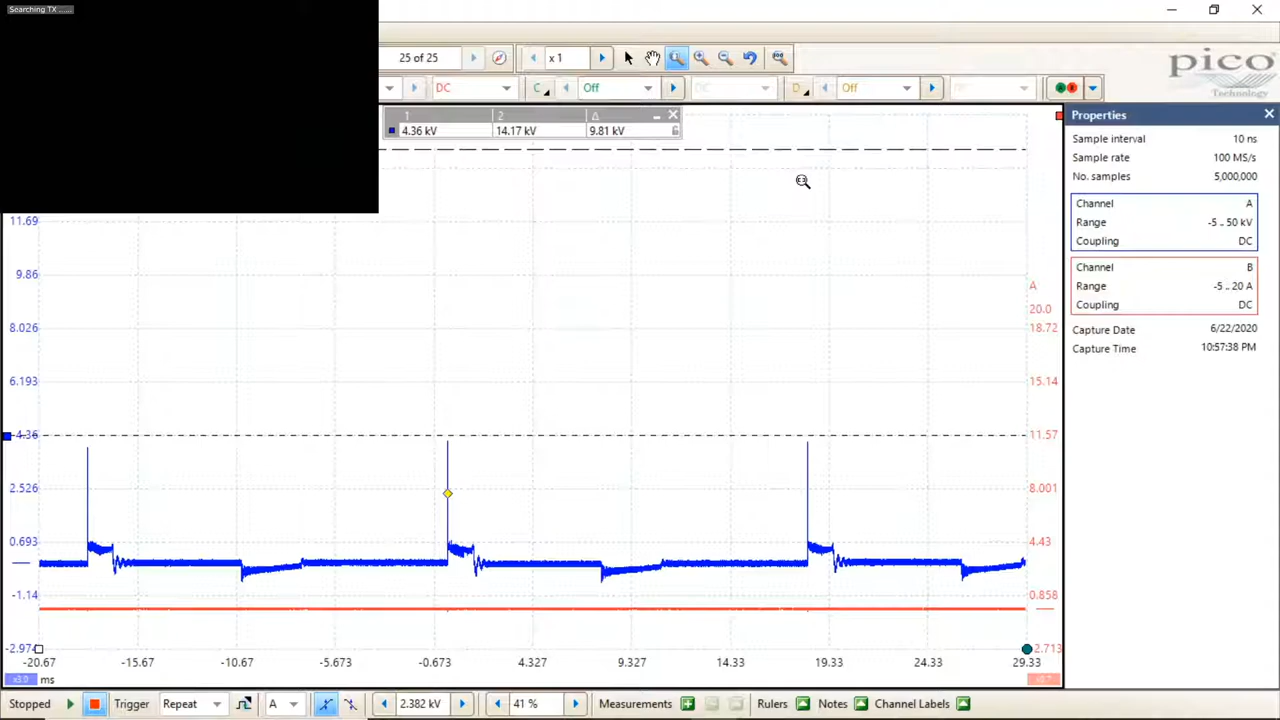 Searching TX ......
25 of 25
x 1
pico
Technology
DC
C
Off
DC
D
Off
1 2 Δ
4.36 kV 14.17 kV 9.81 kV
Properties
Sample interval 10 ns
Sample rate 100 MS/s
No. samples 5,000,000
Channel A
Range -5 .. 50 kV
Coupling DC
Channel B
Range -5 .. 20 A
Coupling DC
Capture Date 6/22/2020
Capture Time 10:57:38 PM
11.69
9.86
8.026
6.193
4.36
2.526
0.693
-1.14
-2.974
A
20.0
18.72
15.14
11.57
8.001
4.43
0.858
2.713
-20.67 -15.67 -10.67 -5.673 -0.673 4.327 9.327 14.33 19.33 24.33 29.33
x3.0 ms
Stopped Trigger Repeat A 2.382 kV 41 % Measurements Rulers Notes Channel Labels